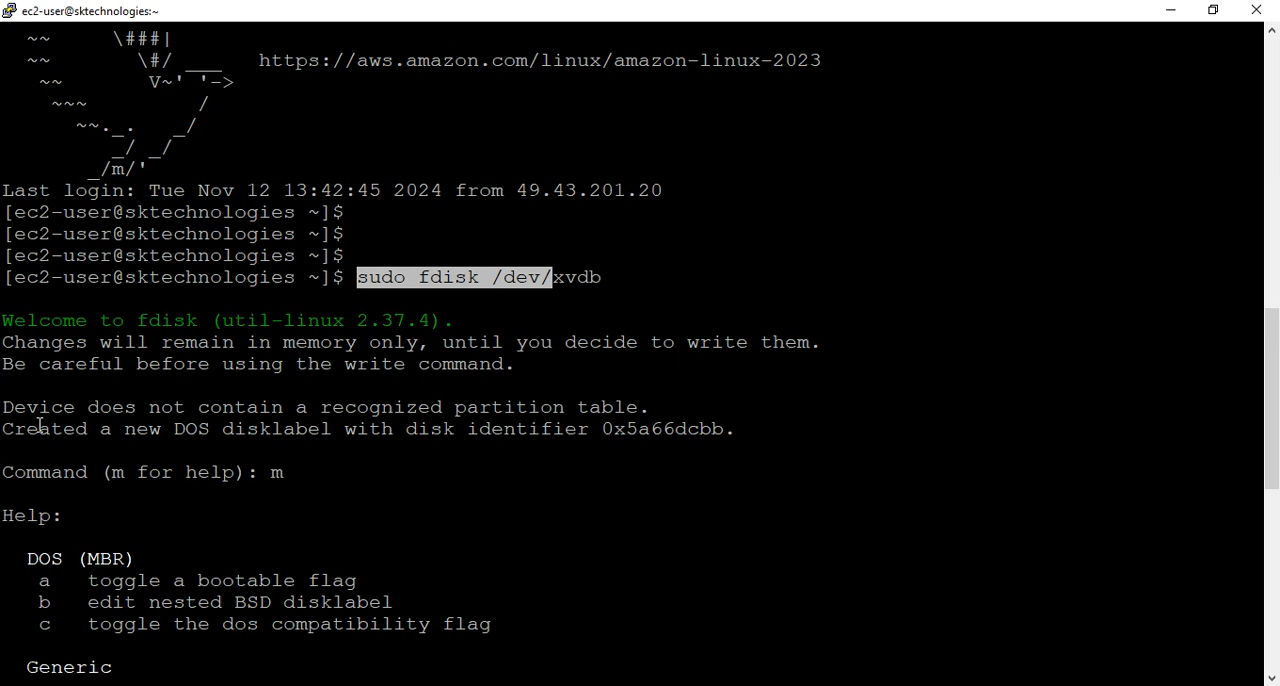 ec2-user@sktechnologies:~
~~ \###|
~~ \#/ ___ https://aws.amazon.com/linux/amazon-linux-2023
~~ V~' '->
~~~ /
~~._. _/
_/ _/
_/m/'
Last login: Tue Nov 12 13:42:45 2024 from 49.43.201.20
[ec2-user@sktechnologies ~]$
[ec2-user@sktechnologies ~]$
[ec2-user@sktechnologies ~]$
[ec2-user@sktechnologies ~]$ sudo fdisk /dev/xvdb
Welcome to fdisk (util-linux 2.37.4).
Changes will remain in memory only, until you decide to write them.
Be careful before using the write command.
Device does not contain a recognized partition table.
Created a new DOS disklabel with disk identifier 0x5a66dcbb.
Command (m for help): m
Help:
DOS (MBR)
a toggle a bootable flag
b edit nested BSD disklabel
c toggle the dos compatibility flag
Generic